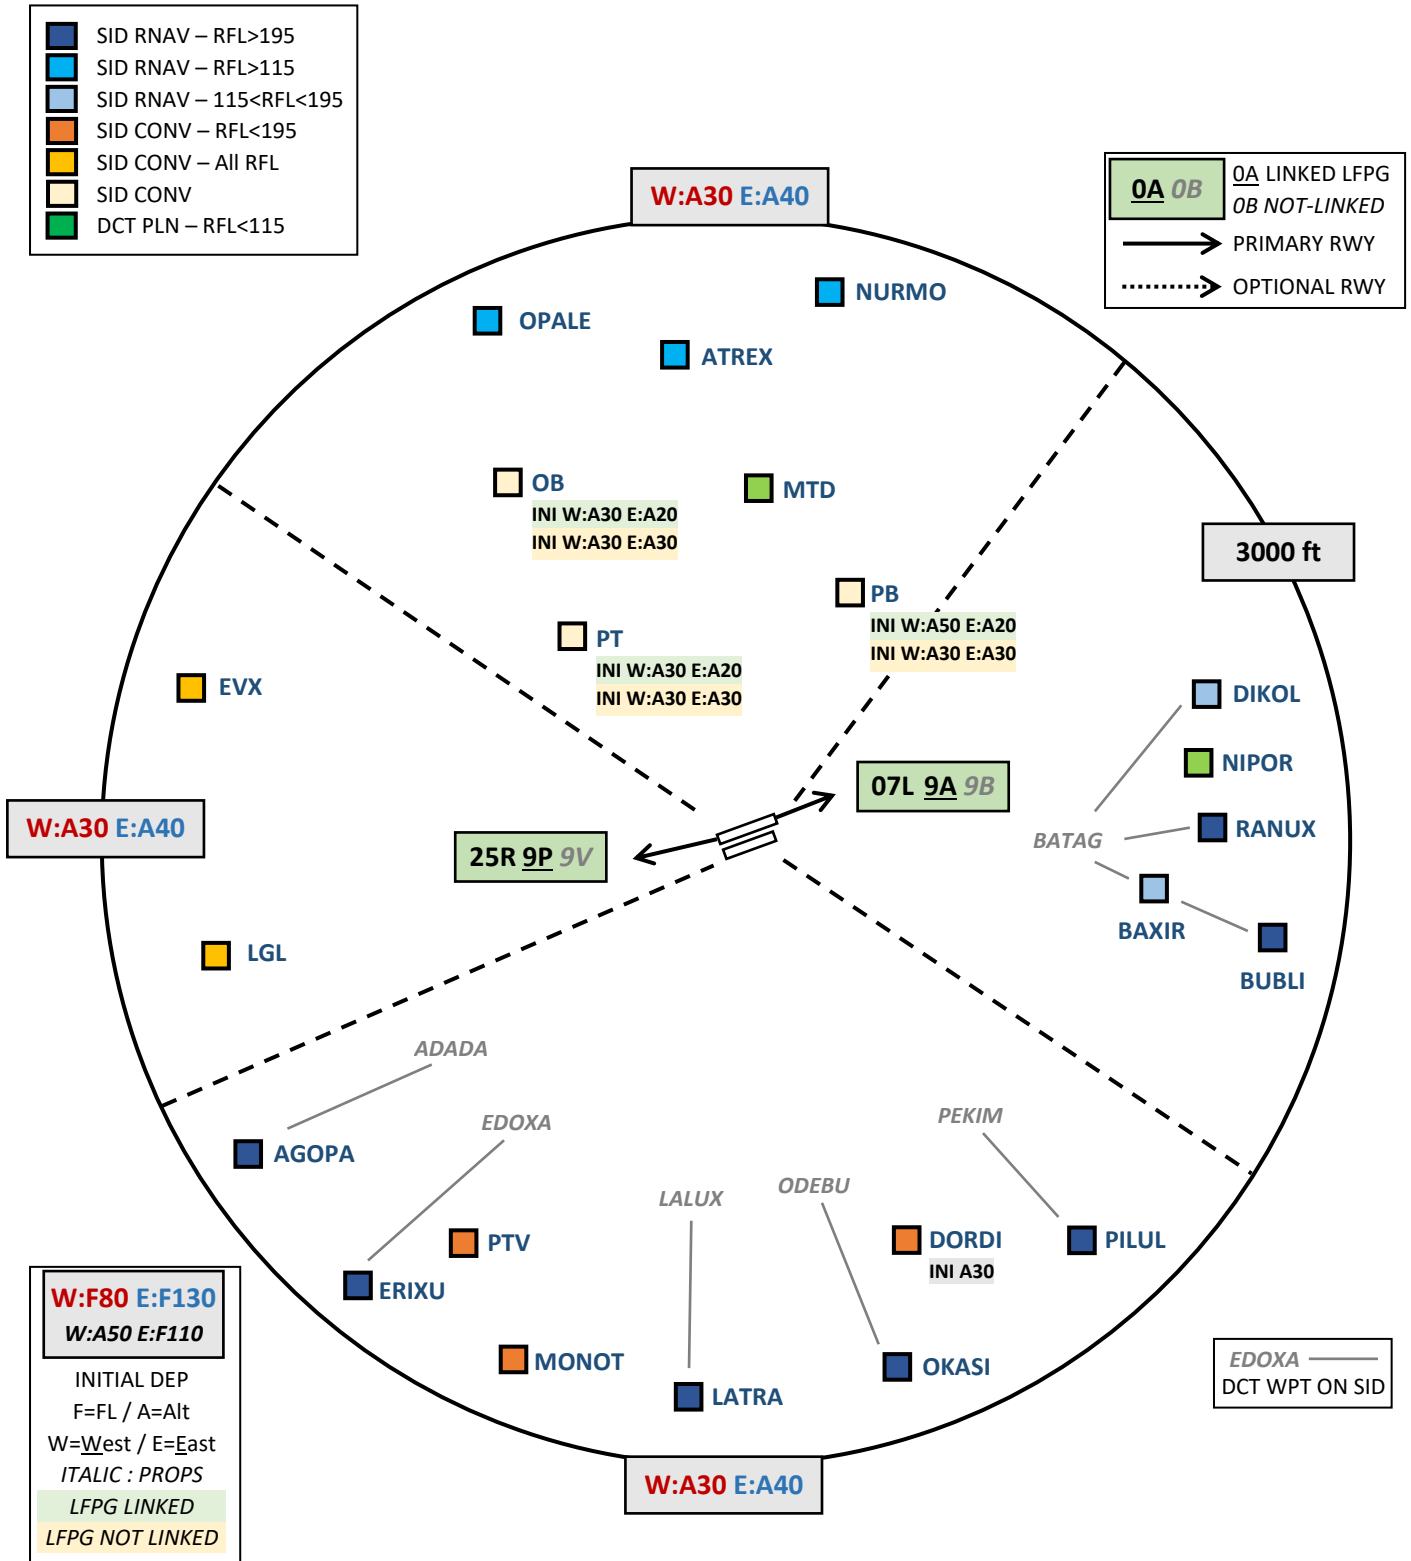 SID RNAV – RFL>195
SID RNAV – RFL>115
SID RNAV – 115<RFL<195
SID CONV – RFL<195
SID CONV – All RFL
SID CONV
DCT PLN – RFL<115
W:A30 E:A40
0A 0B
0A LINKED LFPG
0B NOT-LINKED
PRIMARY RWY
OPTIONAL RWY
NURMO
OPALE
ATREX
OB
INI W:A30 E:A20
INI W:A30 E:A30
MTD
3000 ft
PB
INI W:A50 E:A20
INI W:A30 E:A30
PT
INI W:A30 E:A20
INI W:A30 E:A30
EVX
DIKOL
NIPOR
07L 9A 9B
W:A30 E:A40
RANUX
BATAG
25R 9P 9V
BAXIR
LGL
BUBLI
ADADA
EDOXA
PEKIM
AGOPA
LALUX
ODEBU
PTV
DORDI
INI A30
PILUL
ERIXU
MONOT
OKASI
LATRA
W:F80 E:F130
W:A50 E:F110
INITIAL DEP
F=FL / A=Alt
W=West / E=East
ITALIC : PROPS
LFPG LINKED
LFPG NOT LINKED
EDOXA
DCT WPT ON SID
W:A30 E:A40